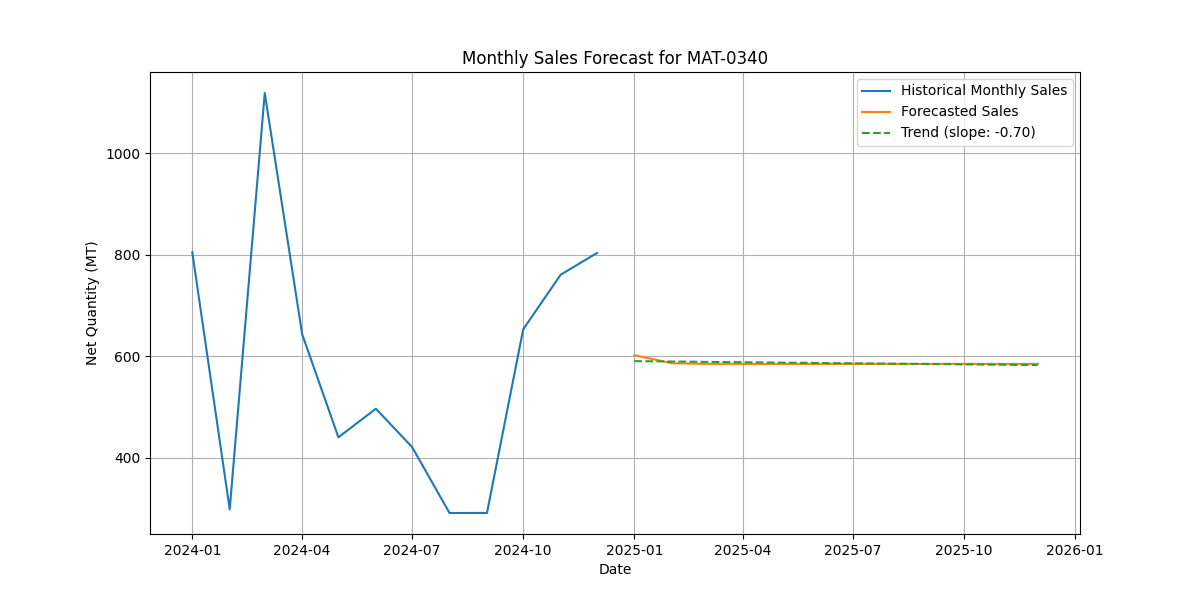 Monthly Sales Forecast for MAT-0340
Historical Monthly Sales
Forecasted Sales
Trend (slope: -0.70)
Net Quantity (MT)
1000
800
600
400
2024-01 2024-04 2024-07 2024-10 2025-01 2025-04 2025-07 2025-10 2026-01
Date